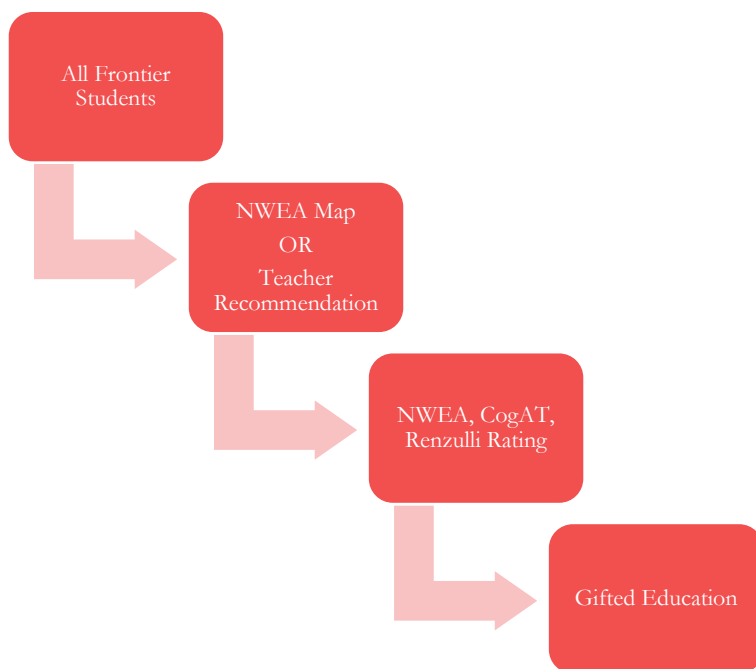 All Frontier
Students
NWEA Map
OR
Teacher
Recommendation
NWEA, CogAT,
Renzulli Rating
Gifted Education